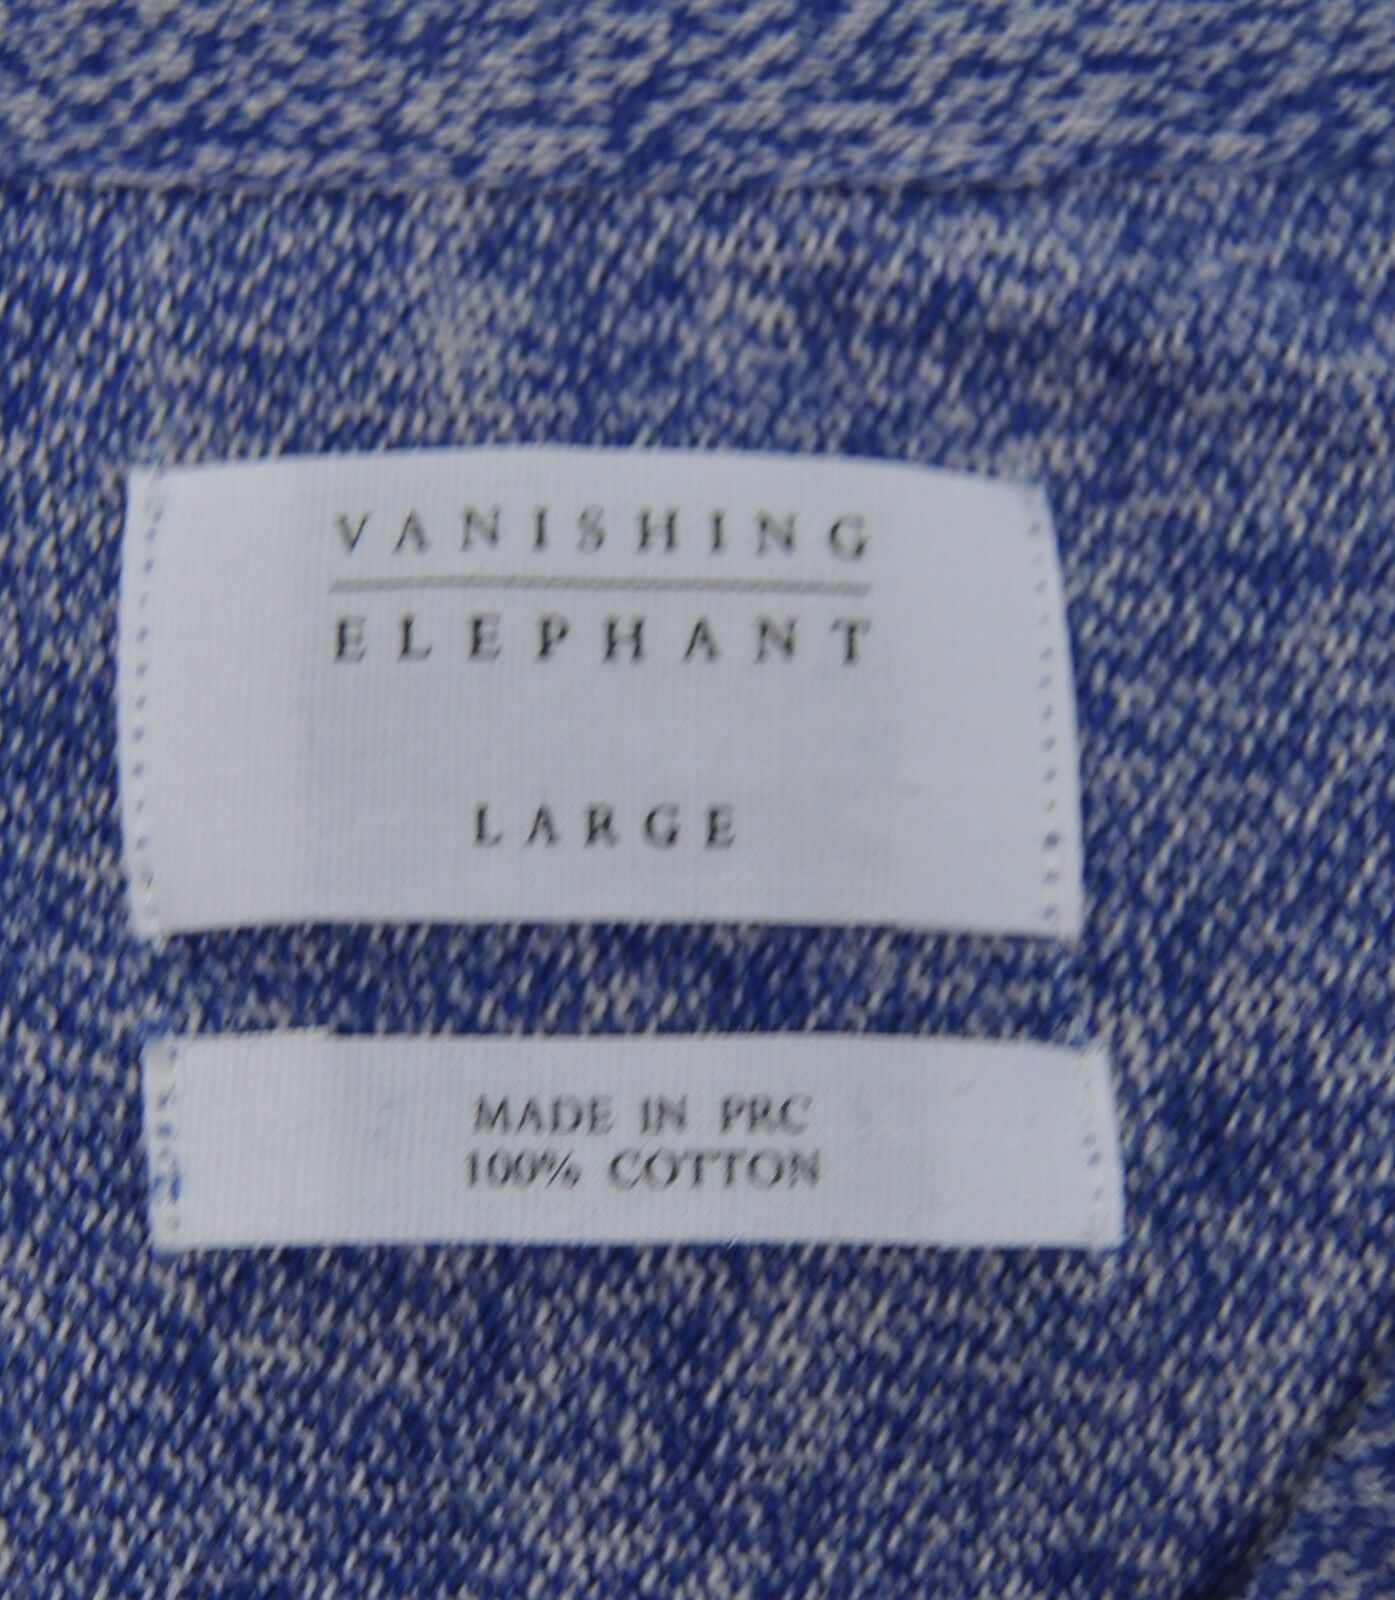 VANISHING
ELEPHANT
LARGE
MADE IN PRC
100% COTTON